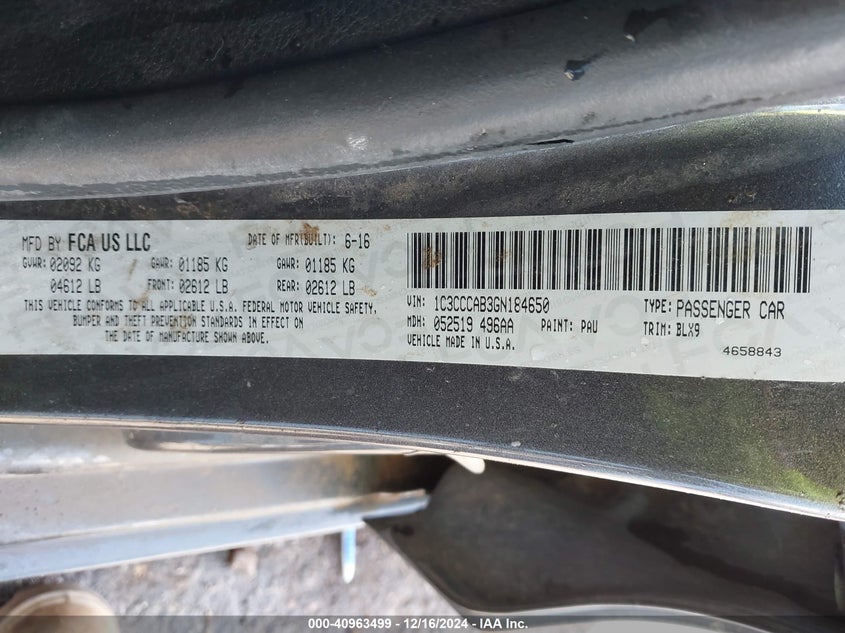 MFD BY FCA US LLC DATE OF MFR(BUILT): 6-16
GVWR: 02092 KG GAWR: 01185 KG GAWR: 01185 KG
04612 LB FRONT: 02612 LB REAR: 02612 LB
THIS VEHICLE CONFORMS TO ALL APPLICABLE U.S.A. FEDERAL MOTOR VEHICLE SAFETY,
BUMPER AND THEFT PREVENTION STANDARDS IN EFFECT ON
THE DATE OF MANUFACTURE SHOWN ABOVE.
VIN: 1C3CCCAB3GN184650 TYPE: PASSENGER CAR
MDH: 052519 496AA PAINT: PAU TRIM: BLX9
VEHICLE MADE IN U.S.A. 4658843
000-40963499 - 12/16/2024 - IAA Inc.